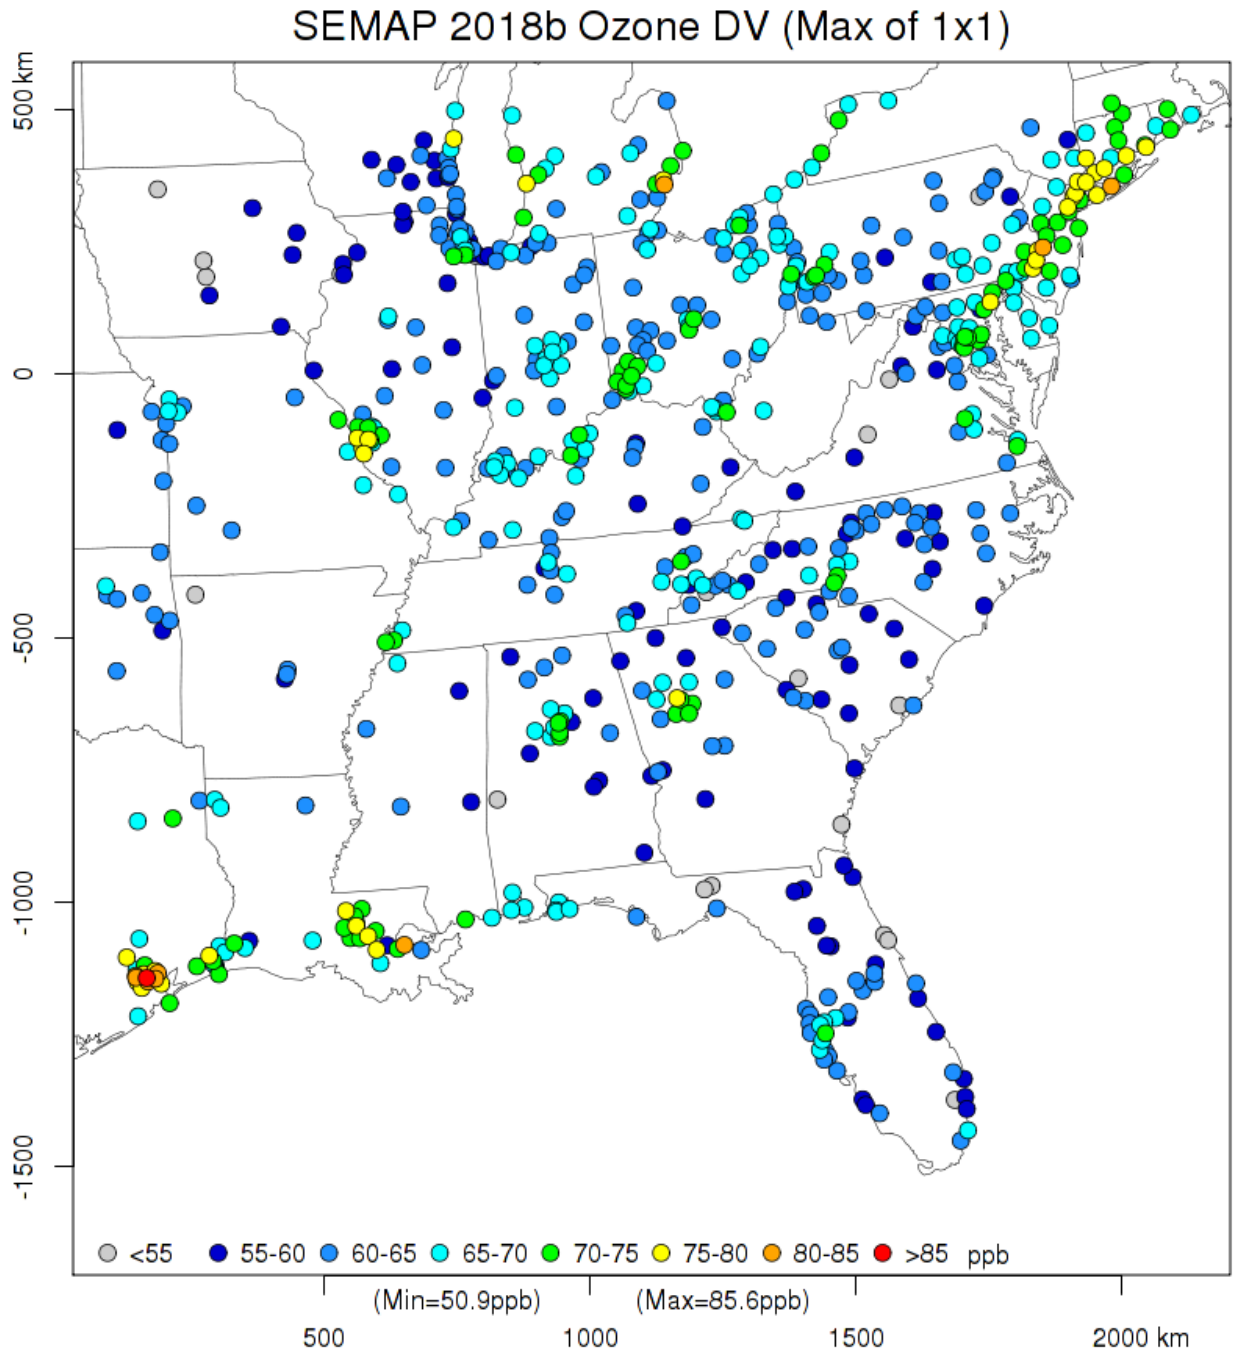 SEMAP 2018b Ozone DV (Max of 1x1)
500 km
0
-500
-1000
-1500
<55 55-60 60-65 65-70 70-75 75-80 80-85 >85 ppb
(Min=50.9ppb) (Max=85.6ppb)
500 1000 1500 2000 km